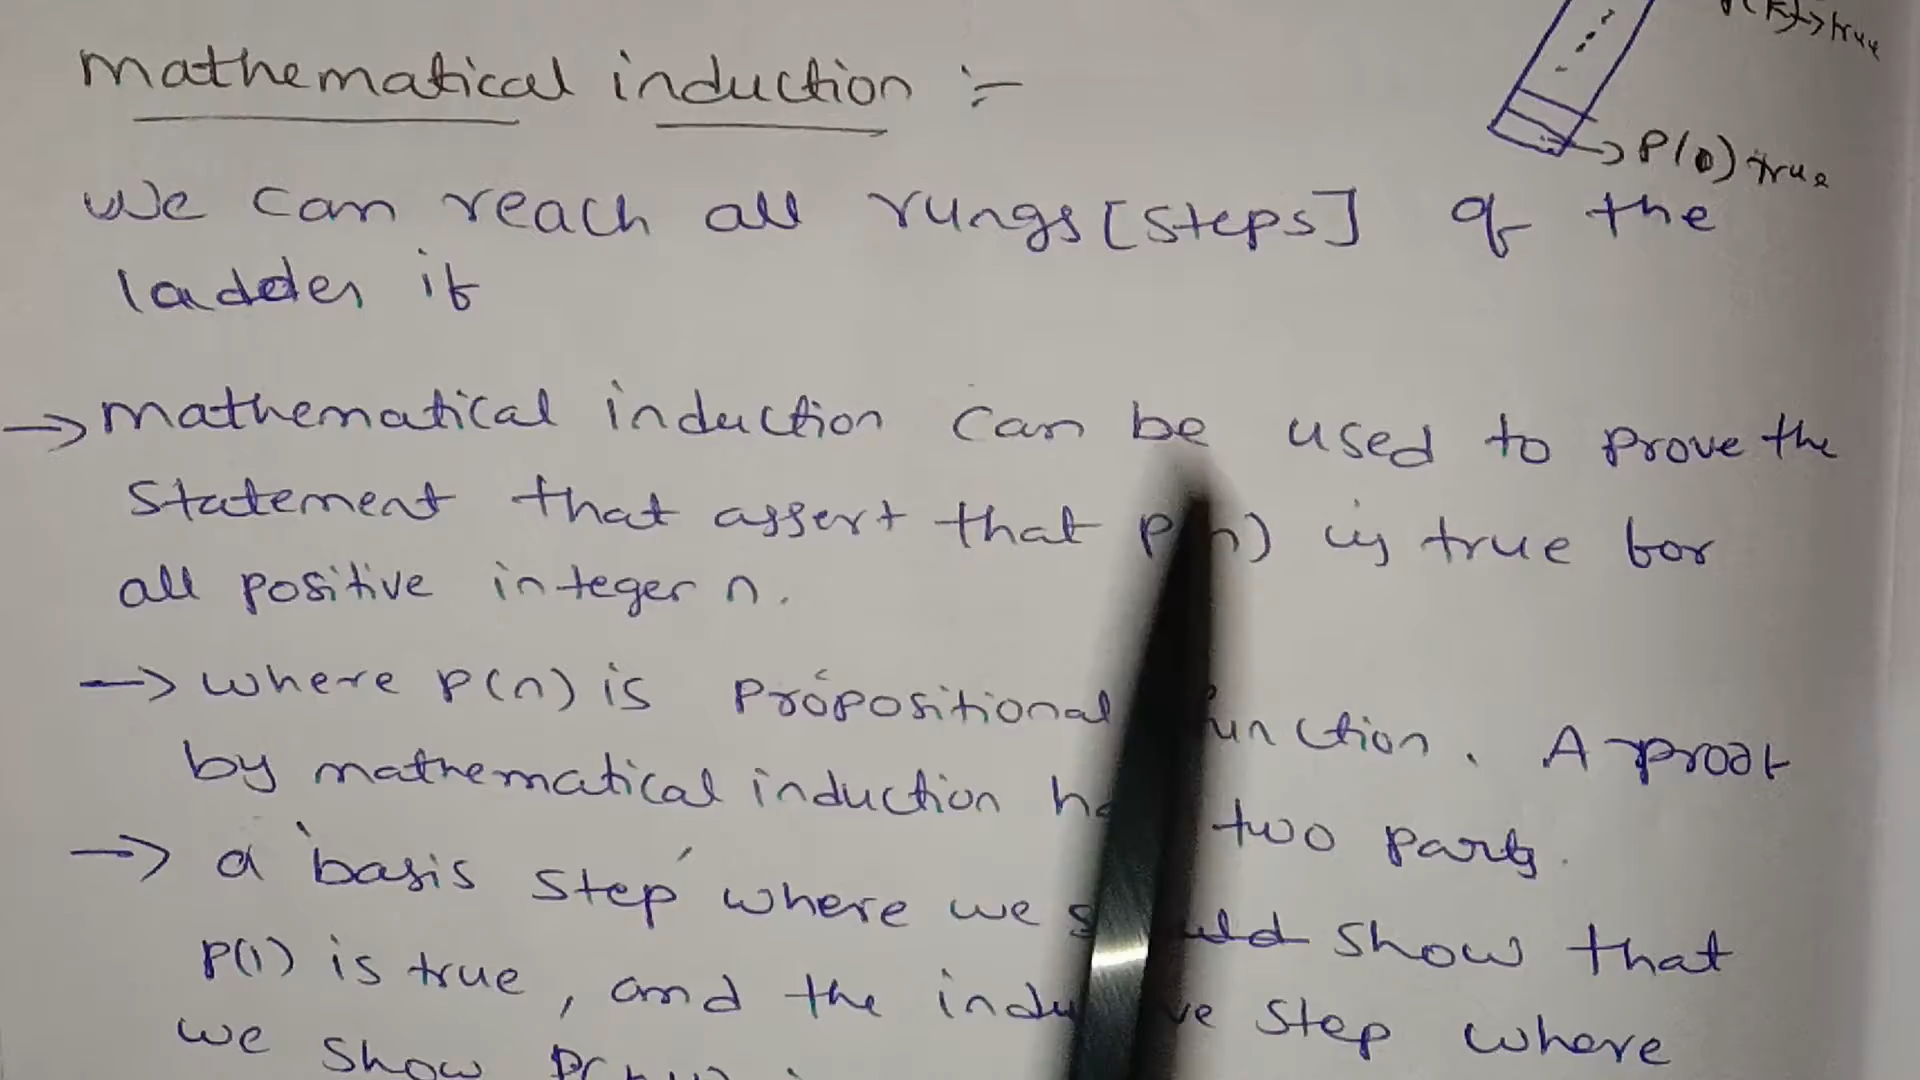 P(k)→true
mathematical induction :-
→P(0) true
we can reach all rungs[steps] of the
ladder if
→ mathematical induction can be used to prove the
statement that assert that p(n) is true for
all positive integer n.
→ where p(n) is propositional function. A proof
by mathematical induction two parts.
→ a 'basis step' where we should show that
p(1) is true, and the inductive step where
we show